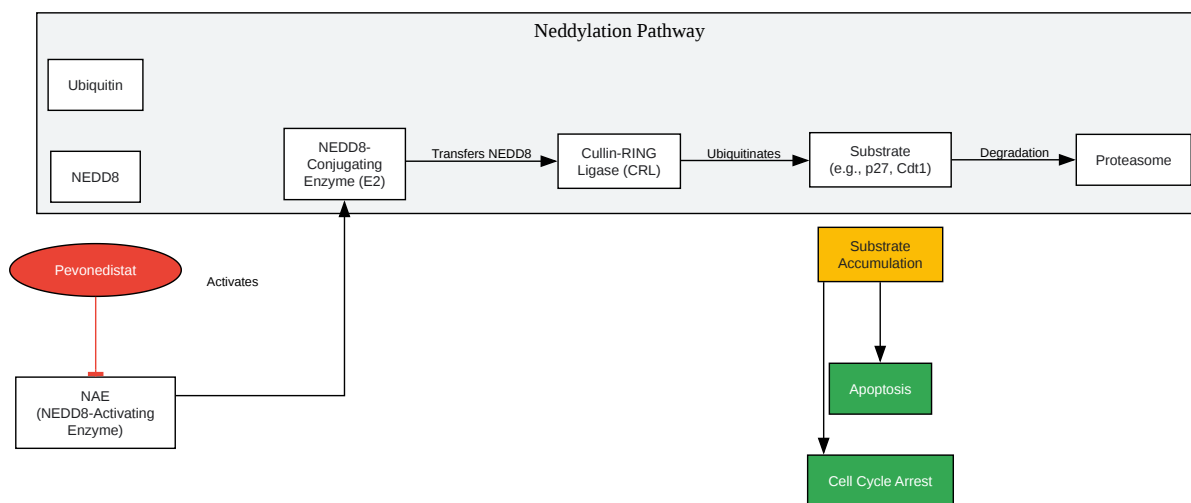 Neddylation Pathway
Ubiquitin
NEDD8
NEDD8-
Conjugating
Enzyme (E2)
Transfers NEDD8
Cullin-RING
Ligase (CRL)
Ubiquitinates
Substrate
(e.g., p27, Cdt1)
Degradation
Proteasome
Pevonedistat
Activates
NAE
(NEDD8-Activating
Enzyme)
Substrate
Accumulation
Apoptosis
Cell Cycle Arrest